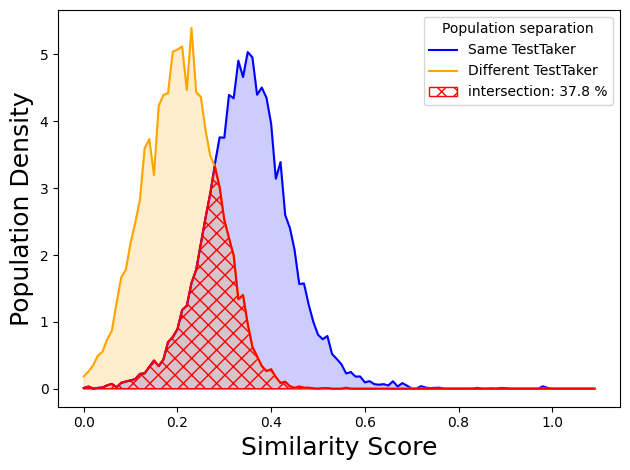 Population separation
Same TestTaker
Different TestTaker
intersection: 37.8 %
Population Density
5
4
3
2
1
0
0.0 0.2 0.4 0.6 0.8 1.0
Similarity Score